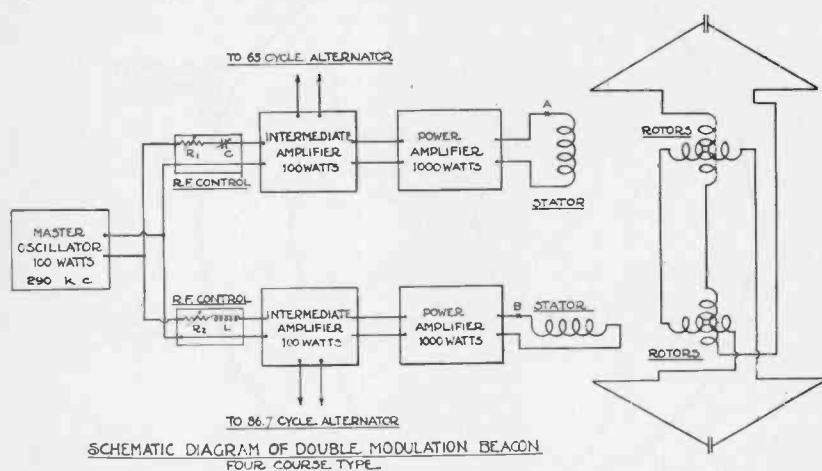 TO 65 CYCLE ALTERNATOR
R1 C
R.F. CONTROL
INTERMEDIATE
AMPLIFIER
100 WATTS
POWER
AMPLIFIER
1000 WATTS
A
STATOR
ROTORS
MASTER
OSCILLATOR
100 WATTS
290 K C
R.F. CONTROL
R2 L
INTERMEDIATE
AMPLIFIER
100 WATTS
POWER
AMPLIFIER
1000 WATTS
B STATOR
ROTORS
TO 86.7 CYCLE ALTERNATOR
SCHEMATIC DIAGRAM OF DOUBLE MODULATION BEACON
FOUR COURSE TYPE